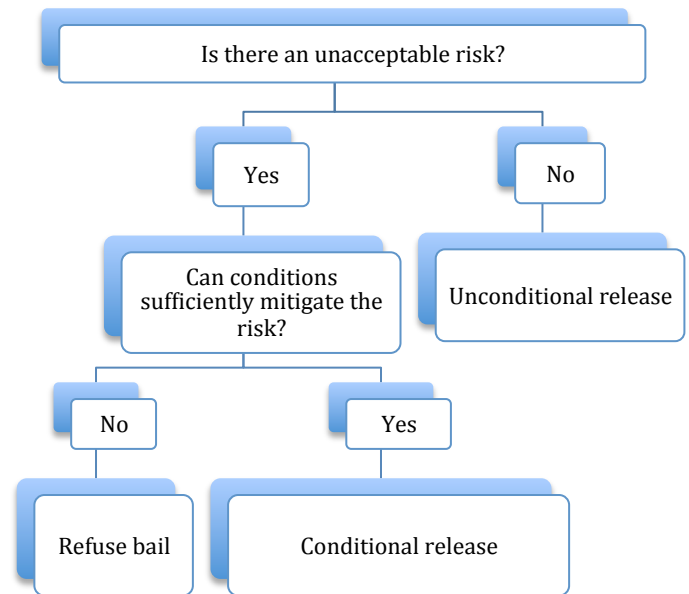 Is there an unacceptable risk?
Yes
No
Can conditions
sufficiently mitigate the
risk?
Unconditional release
No
Yes
Refuse bail
Conditional release